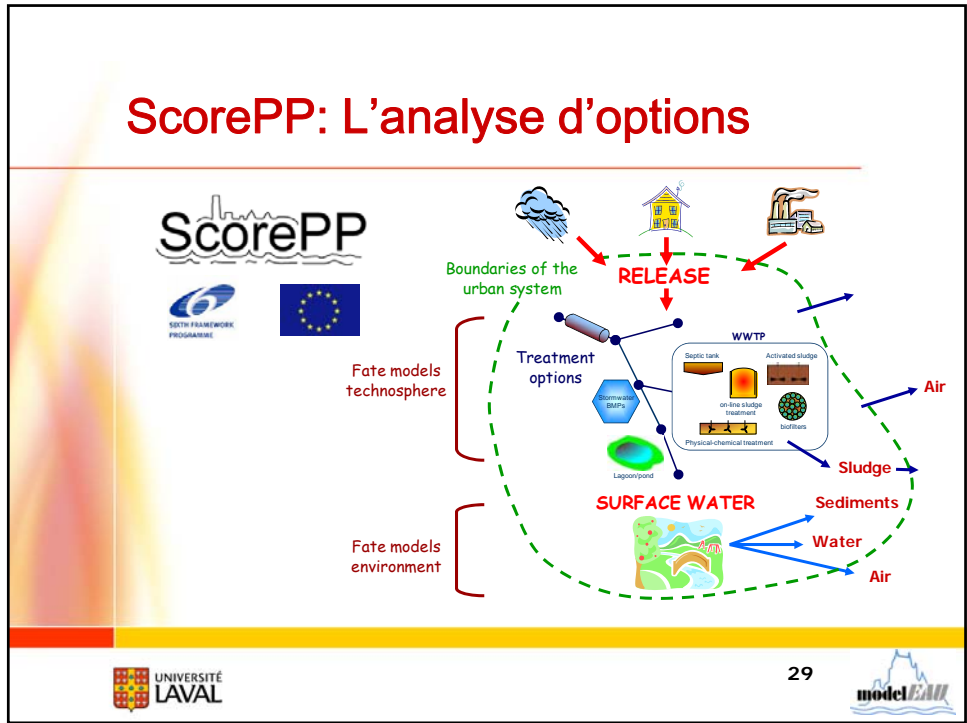 ScorePP: L'analyse d'options
ScorePP
SIXTH FRAMEWORK
PROGRAMME
Boundaries of the
urban system
RELEASE
Fate models
technosphere
Treatment
options
Stormwater
BMPs
Lagoon/pond
WWTP
Septic tank
Activated sludge
on-line sludge
treatment
biofilters
Physical-chemical treatment
Air
Sludge
SURFACE WATER
Sediments
Water
Air
Fate models
environment
UNIVERSITÉ
LAVAL
29
modelEAU